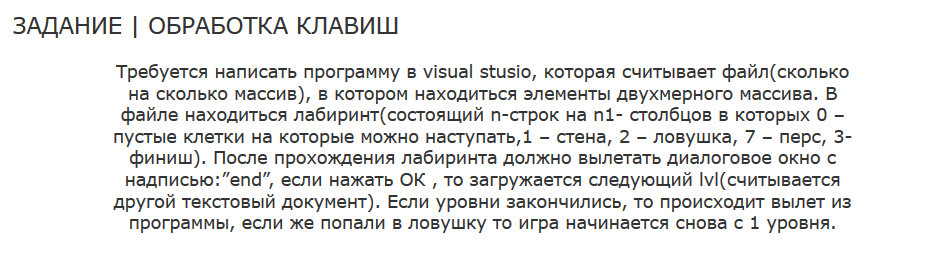 ЗАДАНИЕ | ОБРАБОТКА КЛАВИШ
Требуется написать программу в visual stusio, которая считывает файл(сколько
на сколько массив), в котором находиться элементы двухмерного массива. В
файле находиться лабиринт(состоящий n-строк на n1- столбцов в которых 0 –
пустые клетки на которые можно наступать,1 – стена, 2 – ловушка, 7 – перс, 3-
финиш). После прохождения лабиринта должно вылетать диалоговое окно с
надписью:”end”, если нажать ОК , то загружается следующий lvl(считывается
другой текстовый документ). Если уровни закончились, то происходит вылет из
программы, если же попали в ловушку то игра начинается снова с 1 уровня.